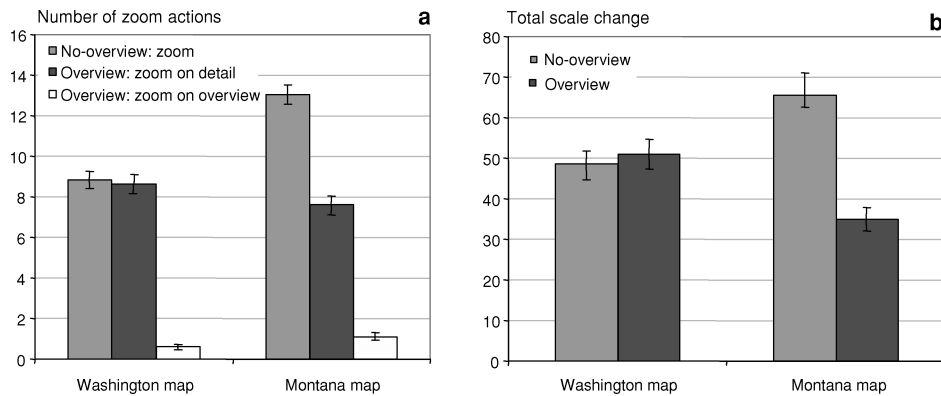 Number of zoom actions
a
16
14
12
10
8
6
4
2
0
No-overview: zoom
Overview: zoom on detail
Overview: zoom on overview
Washington map
Montana map
Total scale change
b
80
70
60
50
40
30
20
10
0
No-overview
Overview
Washington map
Montana map